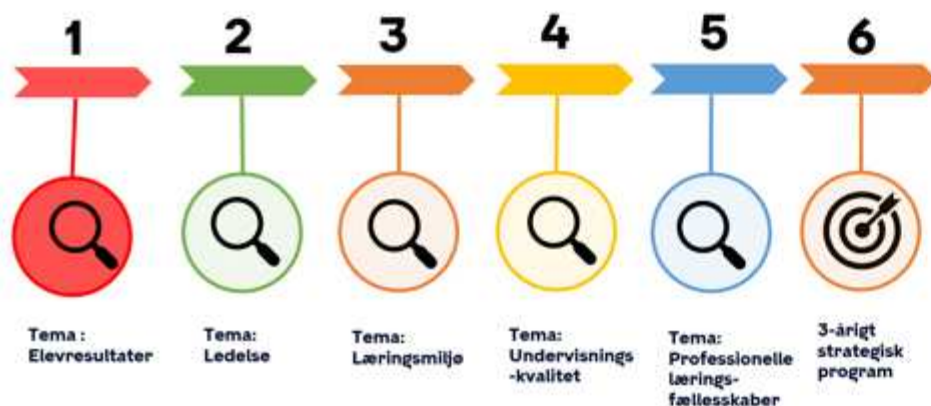 1
2
3
4
5
6
Tema :
Elevresultater
Tema:
Ledelse
Tema:
Læringsmiljø
Tema:
Undervisnings
-kvalitet
Tema:
Professionelle
lærings-
fællesskaber
3-årigt
strategisk
program